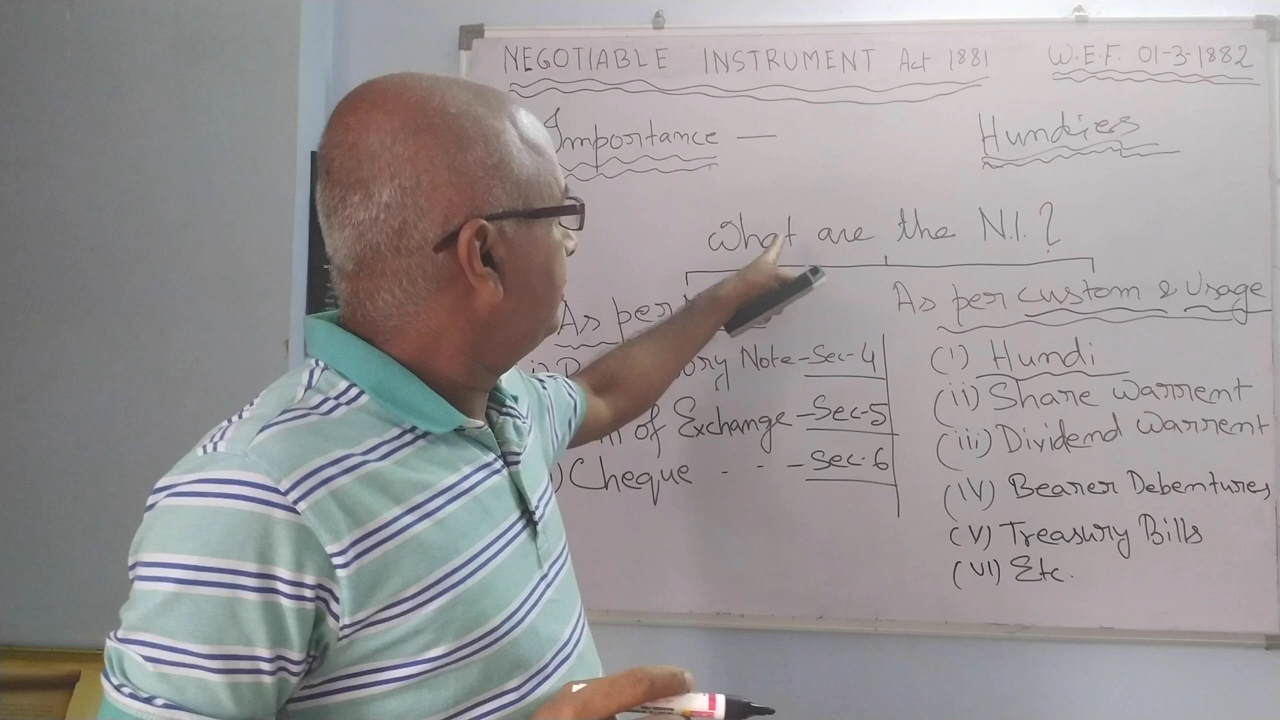 NEGOTIABLE INSTRUMENT Act 1881 W.E.F. 01-3-1882
Importance — Hundies
What are the N.I.?
As per
As per custom & Usage
Note - Sec-4
of Exchange - Sec-5
Cheque - - - Sec-6
(i) Hundi
(ii) Share Warrent
(iii) Dividend Warrent
(iv) Bearer Debentures
(v) Treasury Bills
(vi) Etc.